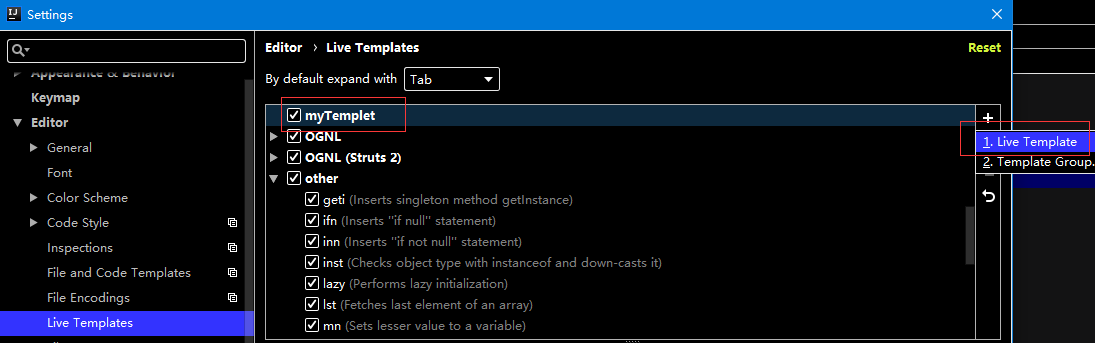 IJ Settings
Editor › Live Templates Reset
By default expand with Tab
Appearance & Behavior
Keymap
Editor
General
Font
Color Scheme
Code Style
Inspections
File and Code Templates
File Encodings
Live Templates
myTemplet
OGNL
OGNL (Struts 2)
other
geti (Inserts singleton method getInstance)
ifn (Inserts "if null" statement)
inn (Inserts "if not null" statement)
inst (Checks object type with instanceof and down-casts it)
lazy (Performs lazy initialization)
lst (Fetches last element of an array)
mn (Sets lesser value to a variable)
1. Live Template
2. Template Group.